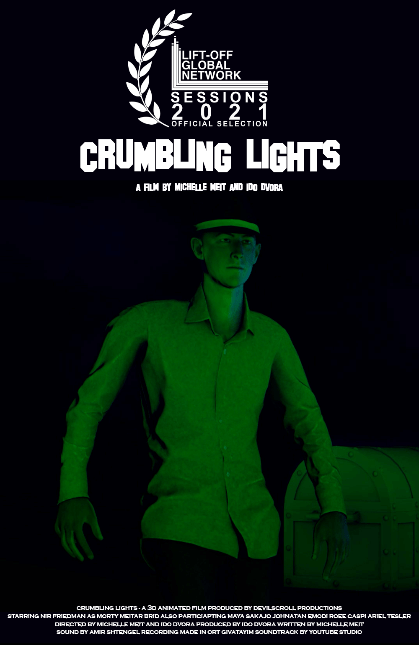 LIFT-OFF
GLOBAL
NETWORK
SESSIONS
2021
OFFICIAL SELECTION
CRUMBLING LIGHTS
A FILM BY MICHELLE MEIT AND IDO DVORA
CRUMBLING LIGHTS - A 3D ANIMATED FILM PRODUCED BY DEVILSCROLL PRODUCTIONS
STARRING NIR FRIEDMAN AS MORTY MEITAR BRID ALSO PARTICIAPTING MAYA SAKAJO JOHNATAN EMODI ROEE CASPI ARIEL TESLER
DIRECTED BY MICHELLE MEIT AND IDO DVORA PRODUCED BY IDO DVORA WRITTEN BY MICHELLE MEIT
SOUND BY AMIR SHTENGEL RECORDING MADE IN ORT GIVATAYIM SOUNDTRACK BY YOUTUBE STUDIO